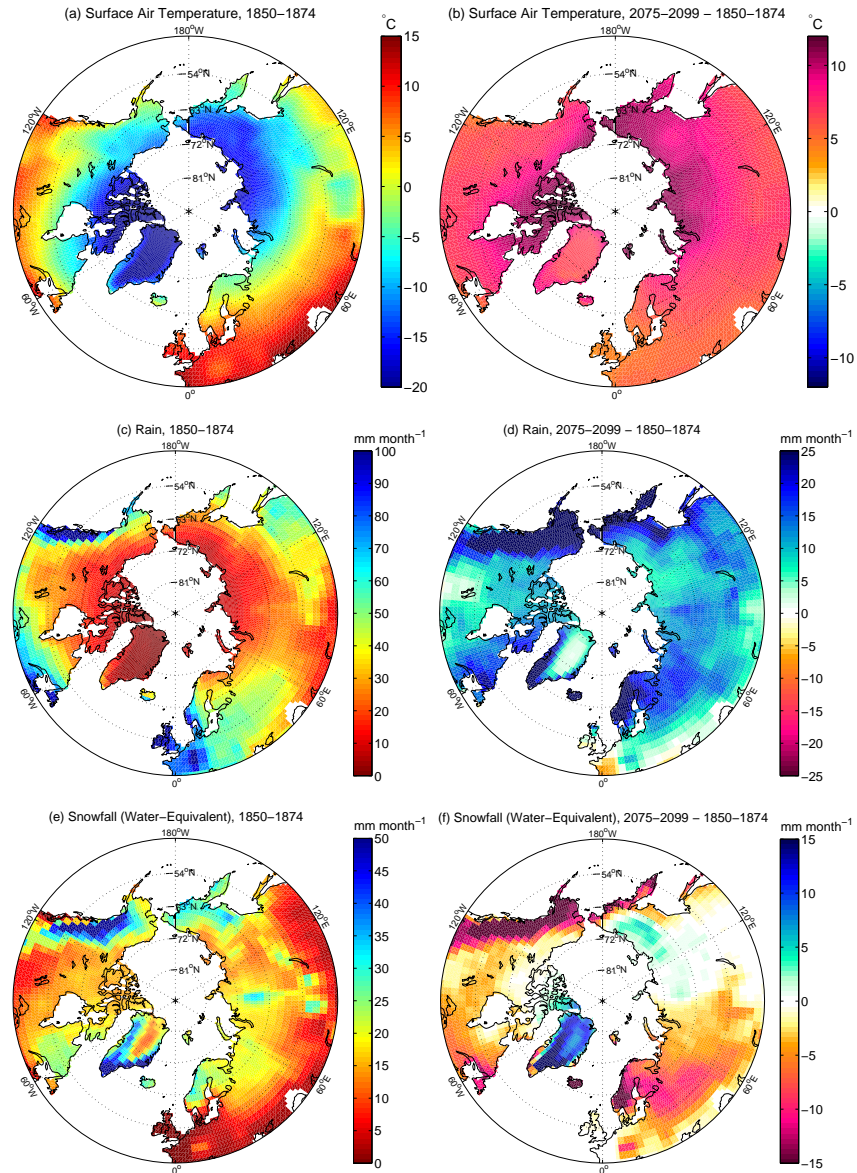 (a) Surface Air Temperature, 1850−1874
°C
180°W
54°N
63°N
72°N
81°N
120°W
120°E
60°W
60°E
0°
15
10
5
0
−5
−10
−15
−20
(b) Surface Air Temperature, 2075−2099 − 1850−1874
°C
180°W
54°N
63°N
72°N
81°N
120°W
120°E
60°W
60°E
0°
10
5
0
−5
−10
(c) Rain, 1850−1874
mm month⁻¹
180°W
54°N
63°N
72°N
81°N
120°W
120°E
60°W
60°E
0°
100
90
80
70
60
50
40
30
20
10
0
(d) Rain, 2075−2099 − 1850−1874
mm month⁻¹
180°W
54°N
63°N
72°N
81°N
120°W
120°E
60°W
60°E
0°
25
20
15
10
5
0
−5
−10
−15
−20
−25
(e) Snowfall (Water−Equivalent), 1850−1874
mm month⁻¹
180°W
54°N
63°N
72°N
81°N
120°W
120°E
60°W
60°E
0°
50
40
30
20
10
0
(f) Snowfall (Water−Equivalent), 2075−2099 − 1850−1874
mm month⁻¹
180°W
54°N
63°N
72°N
81°N
120°W
120°E
60°W
60°E
0°
15
10
5
0
−5
−10
−15